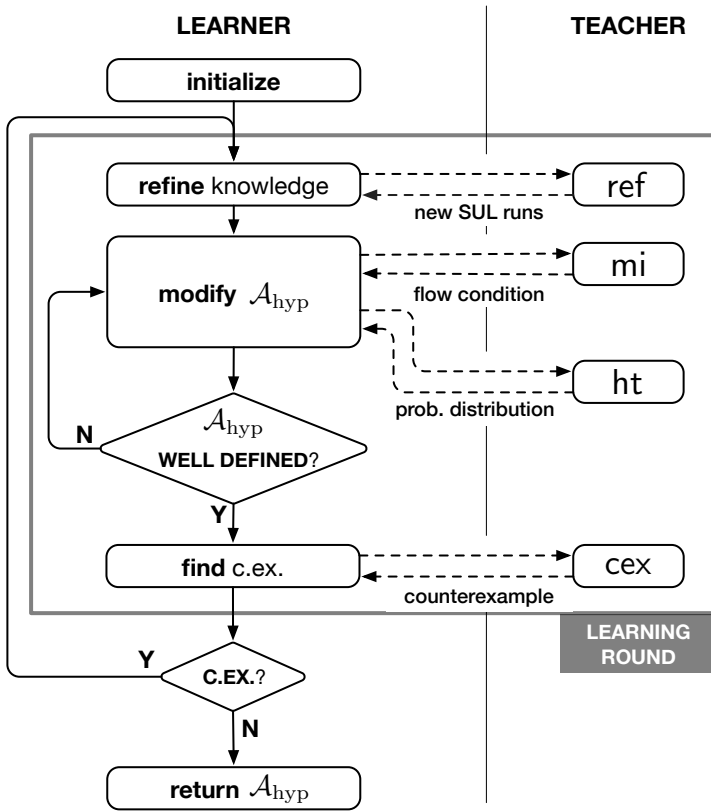 LEARNER
TEACHER
initialize
refine knowledge
ref
new SUL runs
modify 𝒜hyp
mi
flow condition
ht
prob. distribution
𝒜hyp
WELL DEFINED?
N
Y
find c.ex.
cex
counterexample
LEARNING
ROUND
Y
C.EX.?
N
return 𝒜hyp